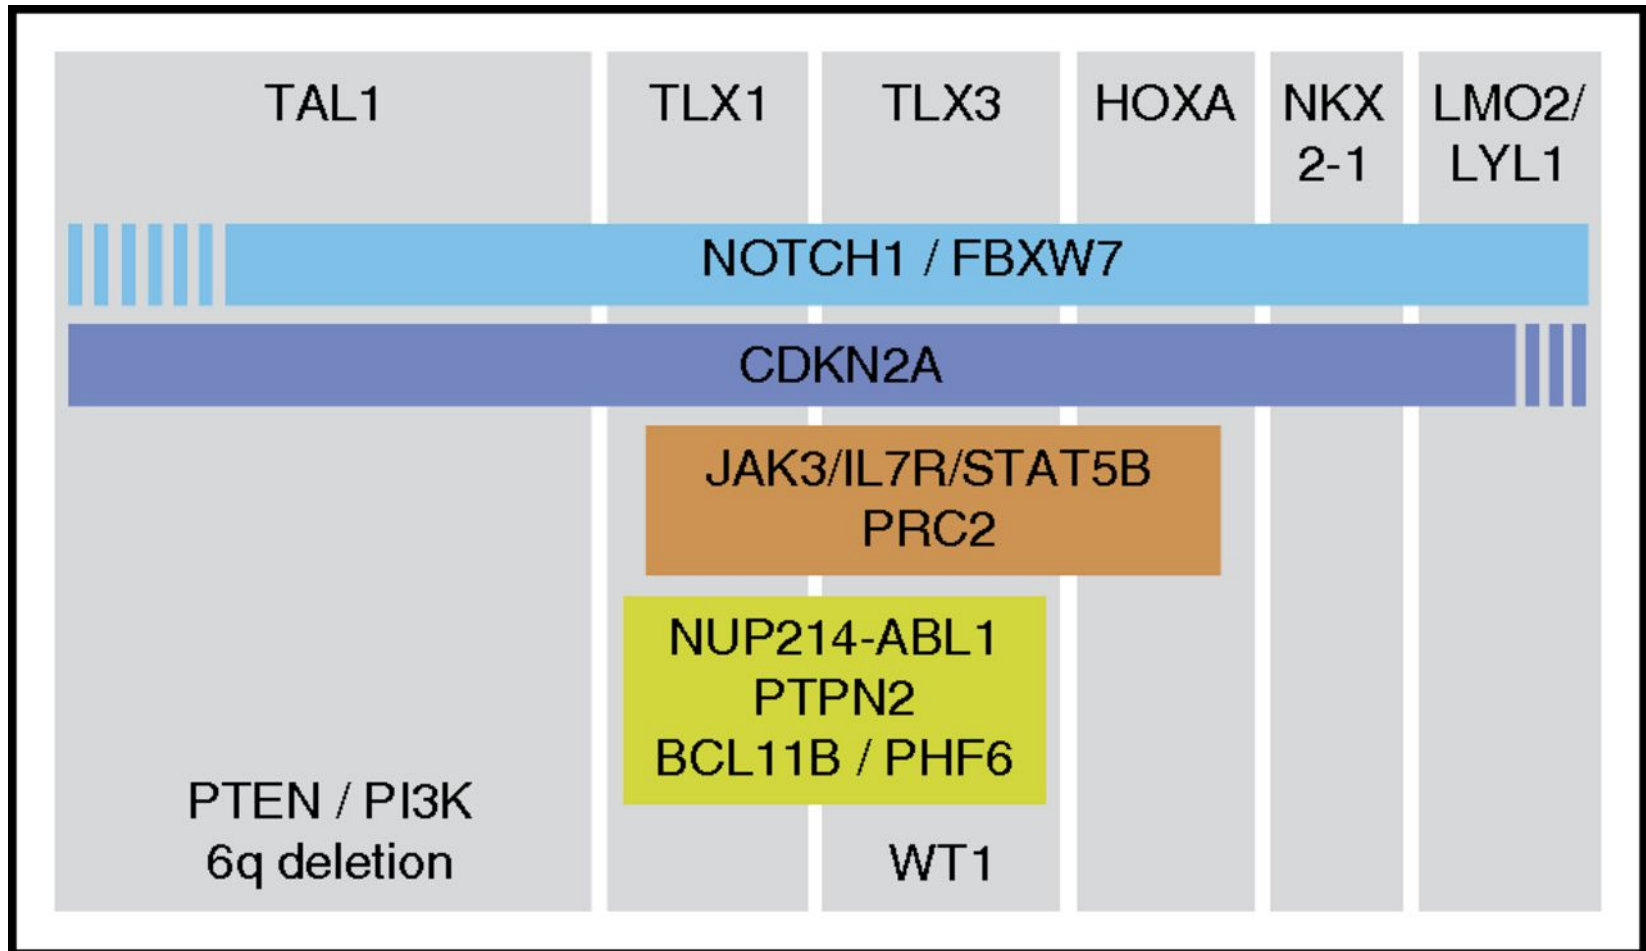 TAL1
TLX1
TLX3
HOXA
NKX
2-1
LMO2/
LYL1
NOTCH1 / FBXW7
CDKN2A
JAK3/IL7R/STAT5B
PRC2
NUP214-ABL1
PTPN2
BCL11B / PHF6
PTEN / PI3K
6q deletion
WT1